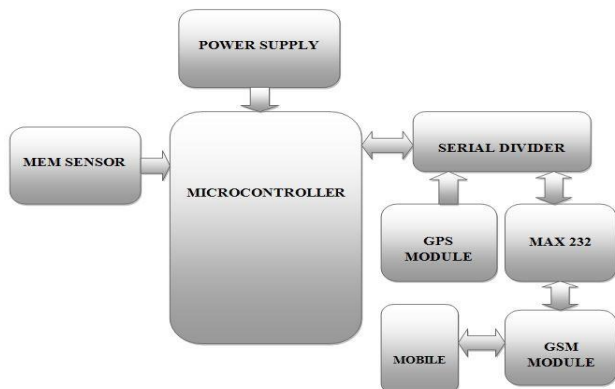 POWER SUPPLY
MEM SENSOR
MICROCONTROLLER
SERIAL DIVIDER
GPS
MODULE
MAX 232
MOBILE
GSM
MODULE